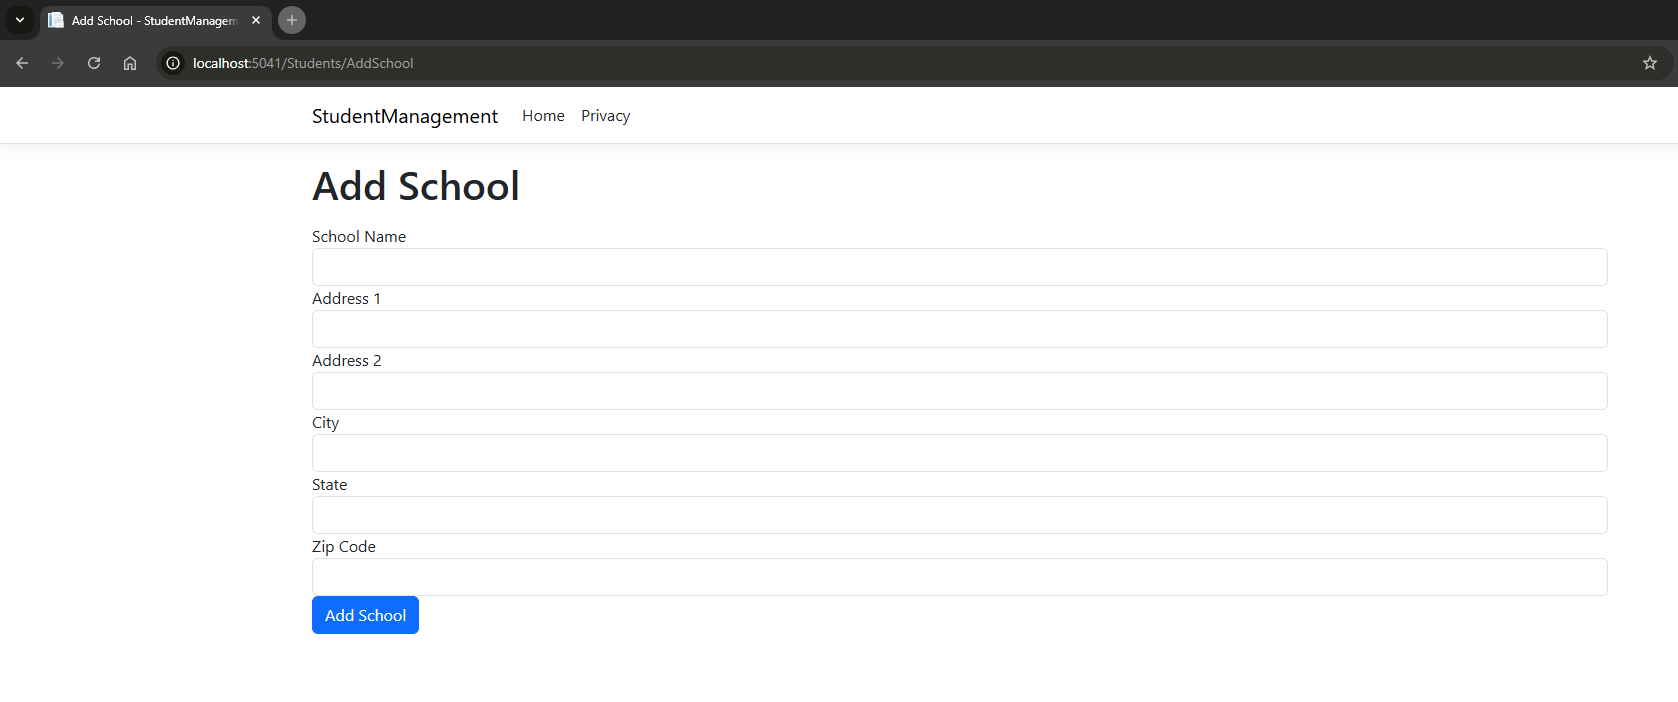 Add School - StudentManagem
localhost:5041/Students/AddSchool
StudentManagement Home Privacy
Add School
School Name
Address 1
Address 2
City
State
Zip Code
Add School